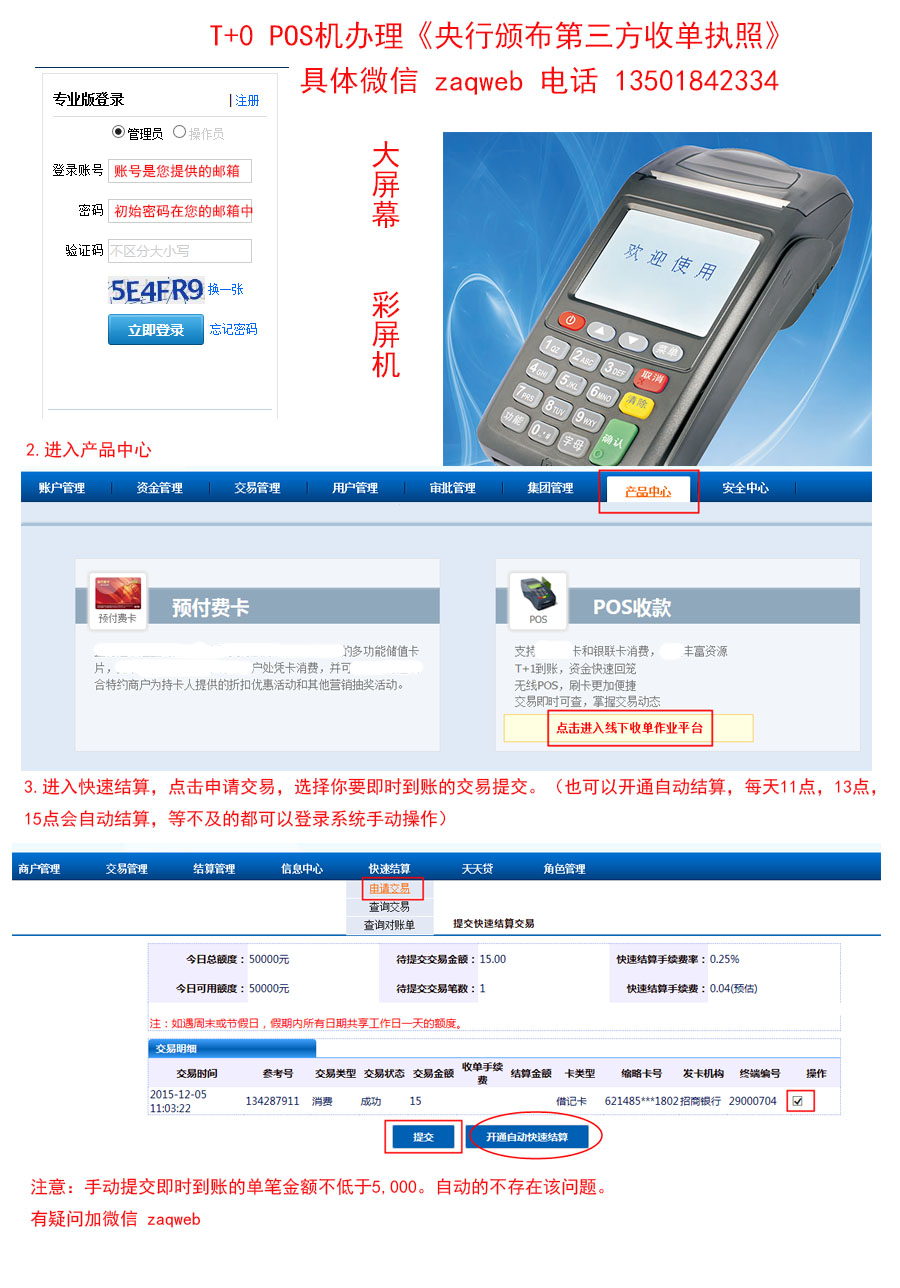 T+0 POS机办理《央行颁布第三方收单执照》
具体微信 zaqweb 电话 13501842334
专业版登录
注册
管理员 操作员
登录账号 账号是您提供的邮箱
密码 初始密码在您的邮箱中
验证码 不区分大小写
5E4FR9 换一张
立即登录 忘记密码
大屏幕
彩屏机
欢迎使用
菜单
1QZ 2ABC 3DEF 取消
4GHI 5JKL 6MNO 清除
7PRS 8TUV 9WXY 确认
功能 0 字母
2.进入产品中心
账户管理 资金管理 交易管理 用户管理 审批管理 集团管理 产品中心 安全中心
预付费卡
预付费卡
的多功能储值卡
片, 户处凭卡消费,并可
合特约商户为持卡人提供的折扣优惠活动和其他营销抽奖活动。
POS
POS收款
支持 卡和银联卡消费, 丰富资源
T+1到账,资金快速回笼
无线POS,刷卡更加便捷
交易即时可查,掌握交易动态
点击进入线下收单作业平台
3.进入快速结算,点击申请交易,选择你要即时到账的交易提交。(也可以开通自动结算,每天11点,13点,
15点会自动结算,等不及的都可以登录系统手动操作)
商户管理 交易管理 结算管理 信息中心 快速结算 天天贷 角色管理
申请交易
查询交易
查询对账单
提交快速结算交易
今日总额度:50000元 待提交交易金额:15.00 快速结算手续费率:0.25%
今日可用额度:50000元 待提交交易笔数:1 快速结算手续费:0.04(预估)
注:如遇周末或节假日,假期内所有日期共享工作日一天的额度。
交易明细
交易时间 参考号 交易类型 交易状态 交易金额 收单手续费 结算金额 卡类型 缩略卡号 发卡机构 终端编号 操作
2015-12-05 11:03:22 134287911 消费 成功 15 借记卡 621485***1802 招商银行 29000704
提交 开通自动快速结算
注意:手动提交即时到账的单笔金额不低于5,000。自动的不存在该问题。
有疑问加微信 zaqweb